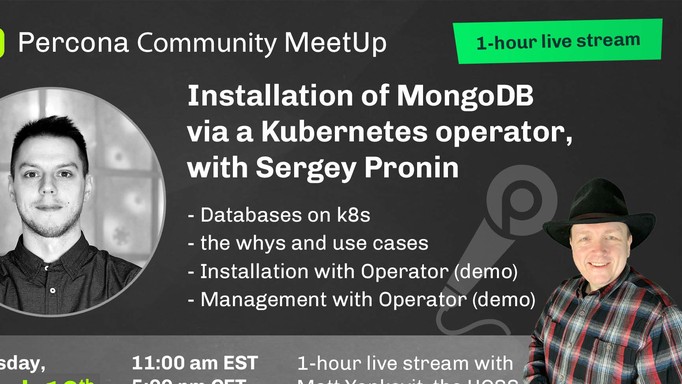 Percona Community MeetUp
1-hour live stream
Installation of MongoDB
via a Kubernetes operator,
with Sergey Pronin
- Databases on k8s
- the whys and use cases
- Installation with Operator (demo)
- Management with Operator (demo)
sday,
11:00 am EST
1-hour live stream with